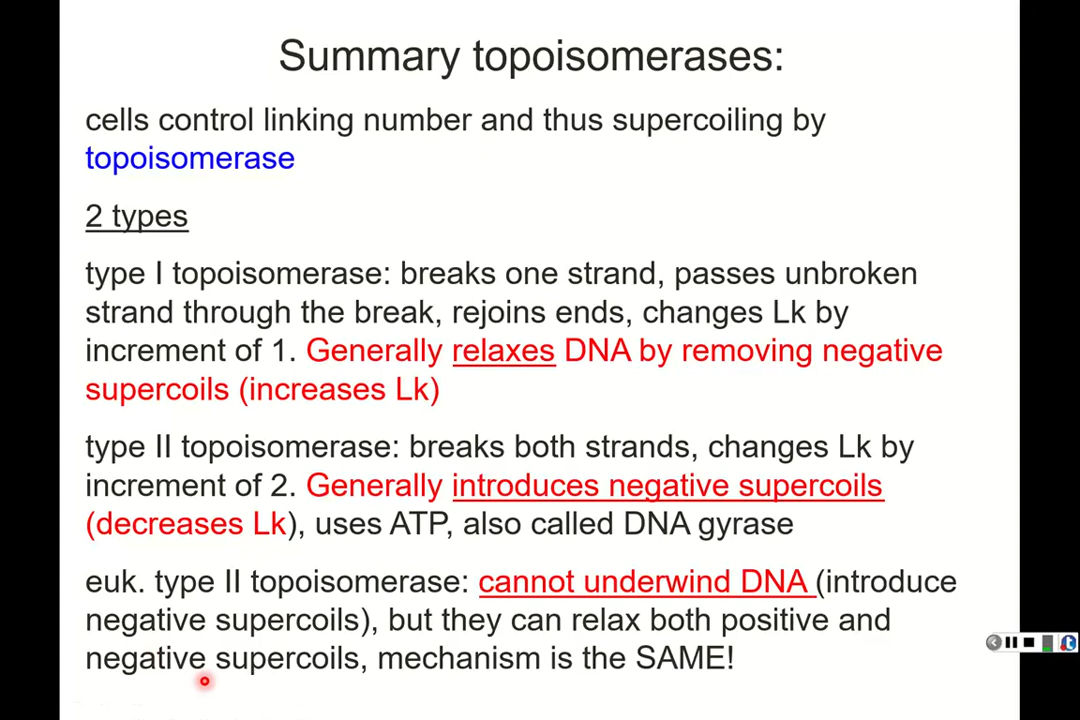 Summary topoisomerases:
cells control linking number and thus supercoiling by
topoisomerase
2 types
type I topoisomerase: breaks one strand, passes unbroken
strand through the break, rejoins ends, changes Lk by
increment of 1. Generally relaxes DNA by removing negative
supercoils (increases Lk)
type II topoisomerase: breaks both strands, changes Lk by
increment of 2. Generally introduces negative supercoils
(decreases Lk), uses ATP, also called DNA gyrase
euk. type II topoisomerase: cannot underwind DNA (introduce
negative supercoils), but they can relax both positive and
negative supercoils, mechanism is the SAME!
t